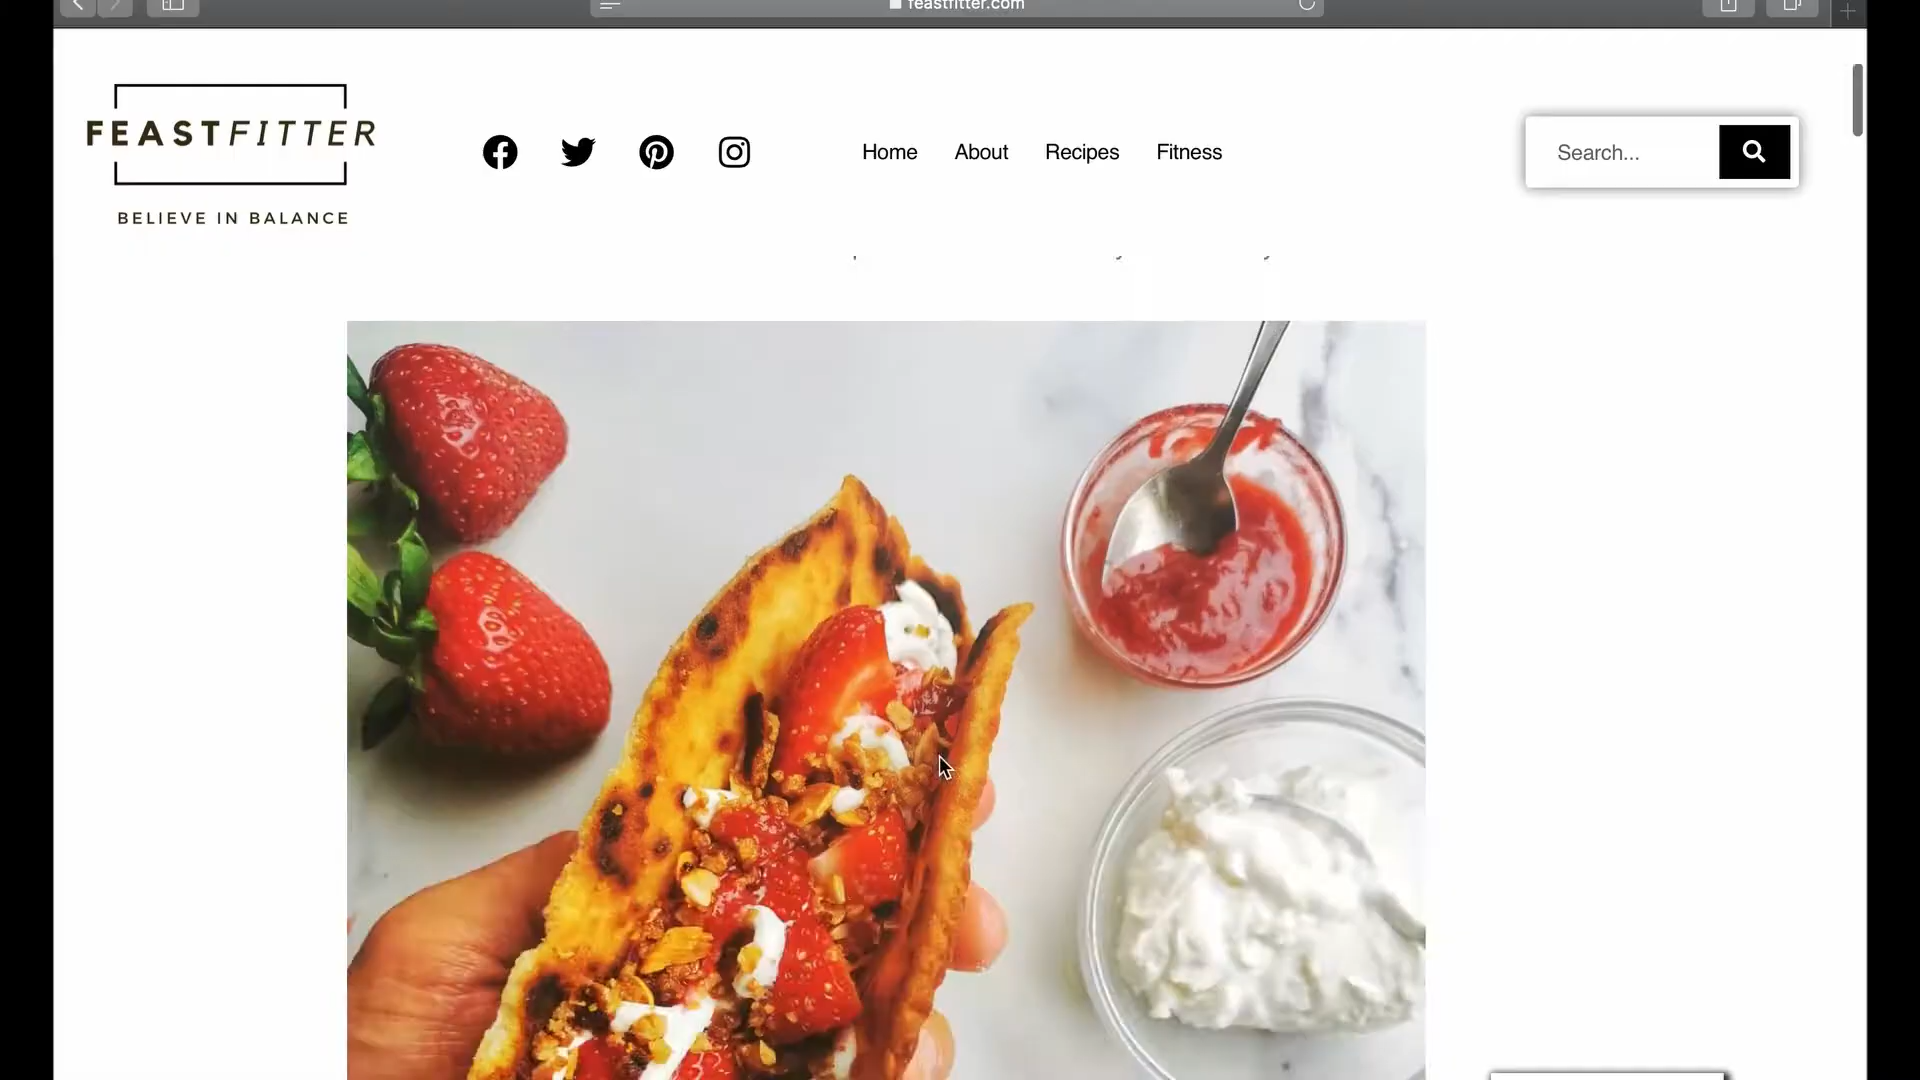 feastfitter.com
FEASTFITTER
BELIEVE IN BALANCE
Home About Recipes Fitness
Search...